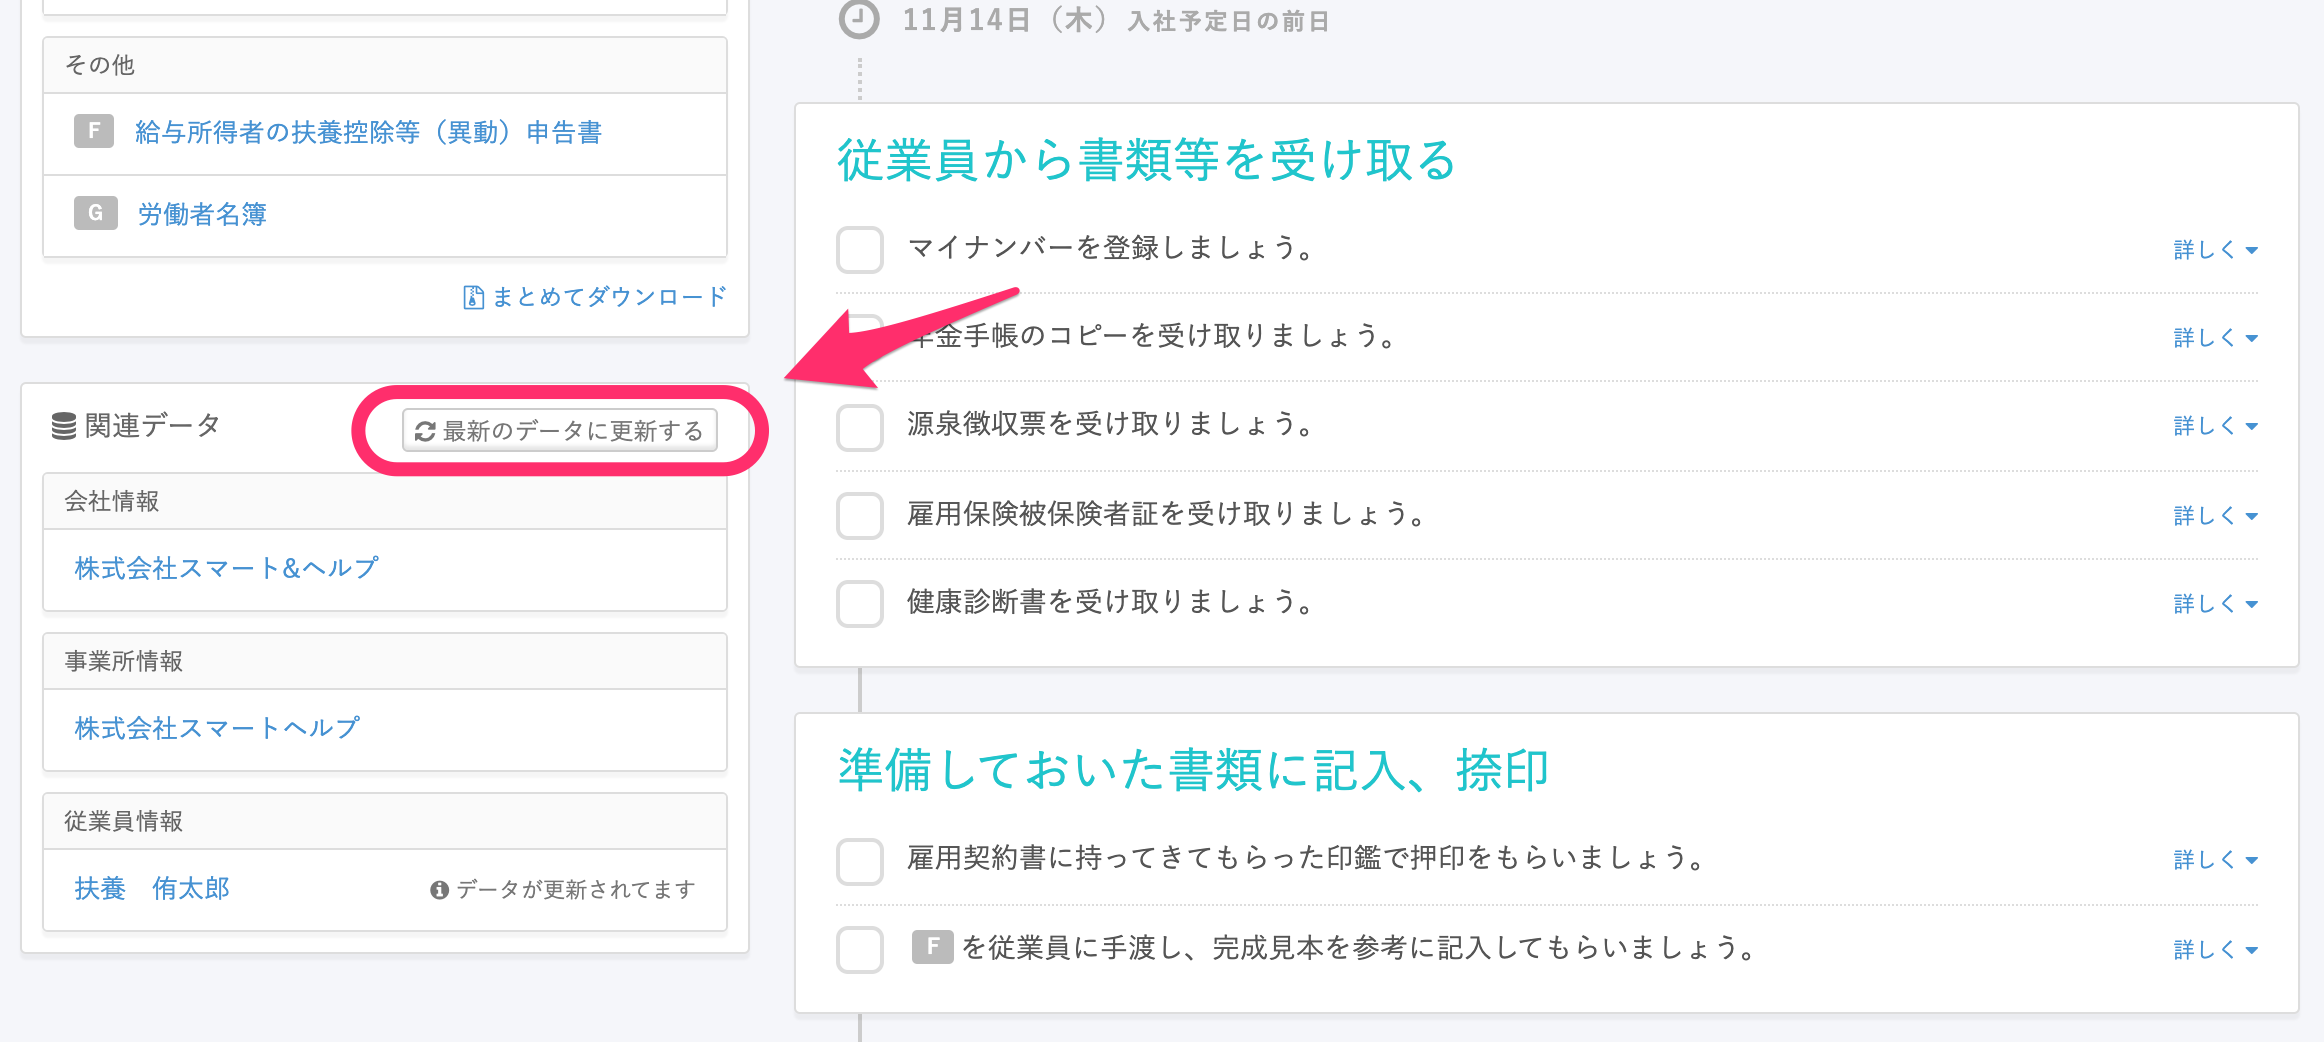 その他
F 給与所得者の扶養控除等（異動）申告書
G 労働者名簿
まとめてダウンロード
関連データ
最新のデータに更新する
会社情報
株式会社スマート&ヘルプ
事業所情報
株式会社スマートヘルプ
従業員情報
扶養　侑太郎
データが更新されてます
11月14日（木）入社予定日の前日
従業員から書類等を受け取る
マイナンバーを登録しましょう。
詳しく
年金手帳のコピーを受け取りましょう。
詳しく
源泉徴収票を受け取りましょう。
詳しく
雇用保険被保険者証を受け取りましょう。
詳しく
健康診断書を受け取りましょう。
詳しく
準備しておいた書類に記入、捺印
雇用契約書に持ってきてもらった印鑑で押印をもらいましょう。
詳しく
F を従業員に手渡し、完成見本を参考に記入してもらいましょう。
詳しく